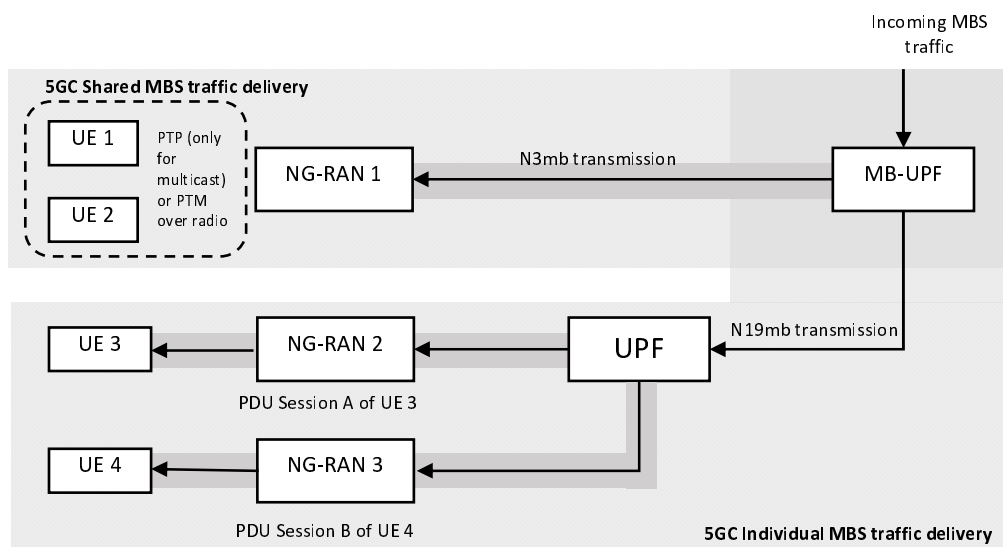 Incoming MBS
traffic
5GC Shared MBS traffic delivery
UE 1
UE 2
PTP (only
for
multicast)
or PTM
over radio
NG-RAN 1
N3mb transmission
MB-UPF
N19mb transmission
UE 3
NG-RAN 2
UPF
PDU Session A of UE 3
UE 4
NG-RAN 3
PDU Session B of UE 4
5GC Individual MBS traffic delivery